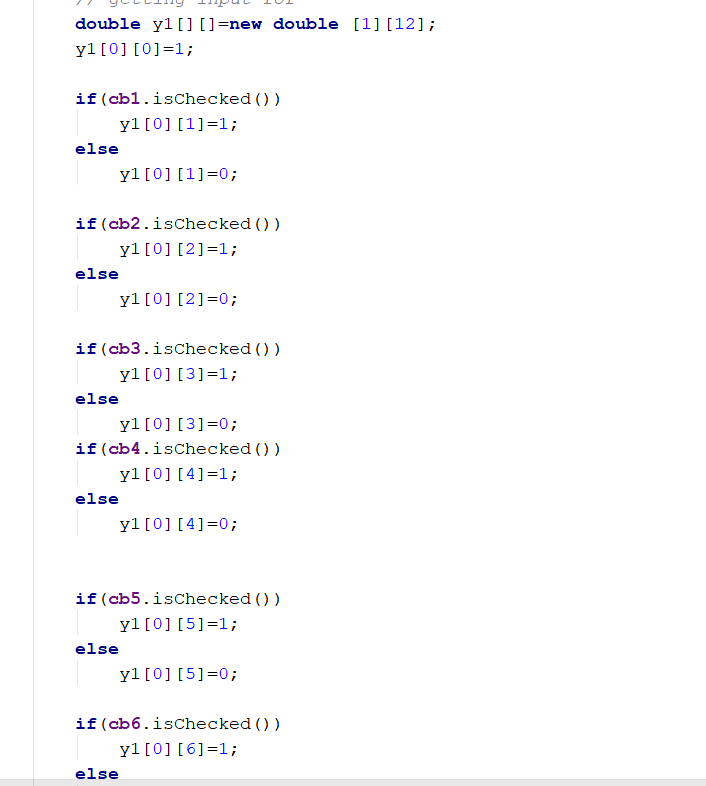 // getting input for
double y1[][]=new double [1][12];
y1[0][0]=1;
if(cb1.isChecked())
y1[0][1]=1;
else
y1[0][1]=0;
if(cb2.isChecked())
y1[0][2]=1;
else
y1[0][2]=0;
if(cb3.isChecked())
y1[0][3]=1;
else
y1[0][3]=0;
if(cb4.isChecked())
y1[0][4]=1;
else
y1[0][4]=0;
if(cb5.isChecked())
y1[0][5]=1;
else
y1[0][5]=0;
if(cb6.isChecked())
y1[0][6]=1;
else